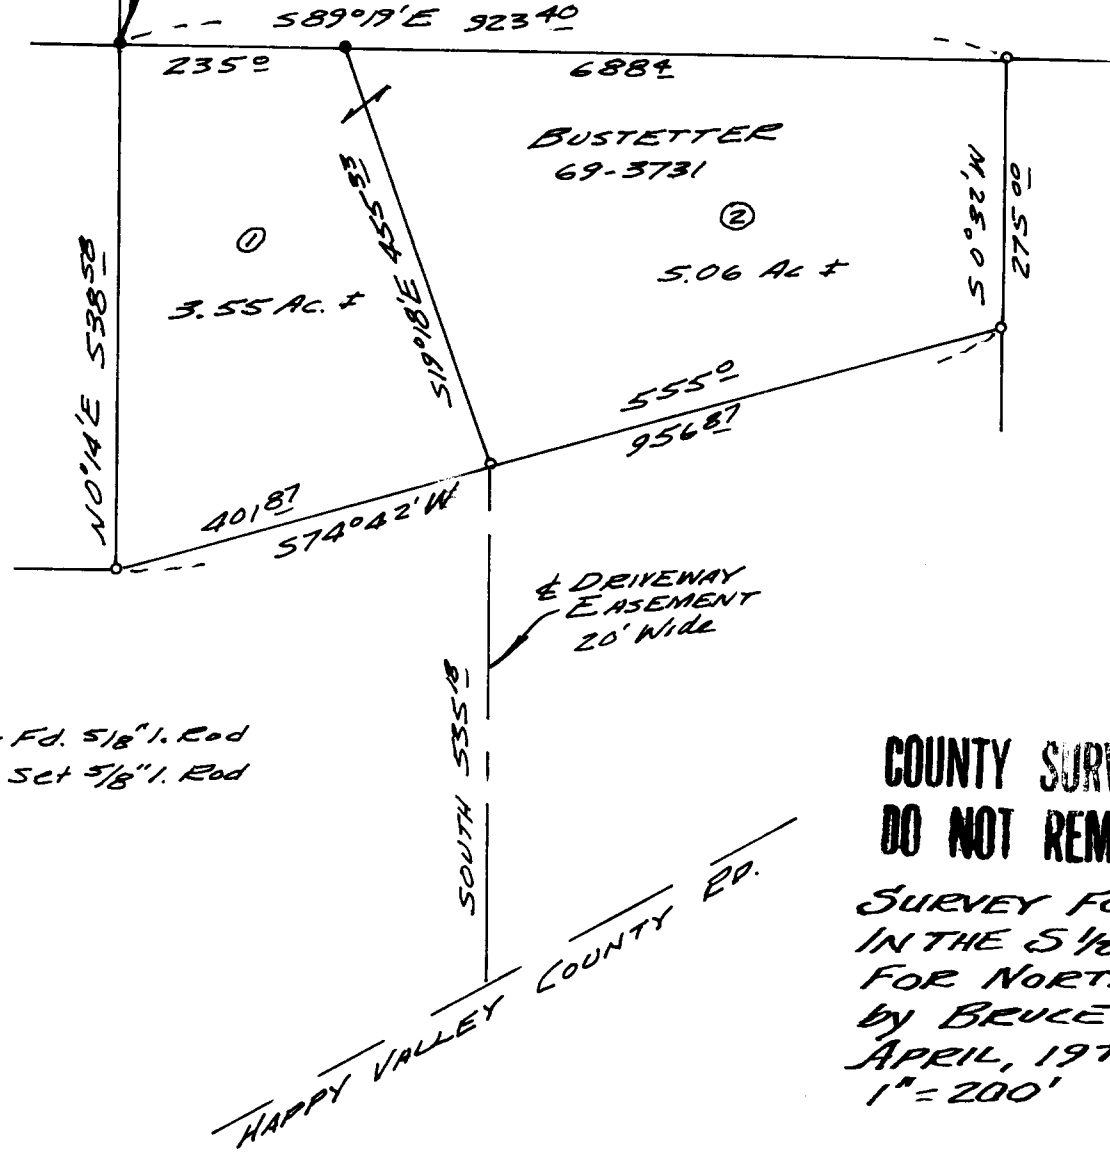 S89°19'E 923 40
235 0
688 4
BUSTETTER
69-3731
S19°18'E 455 33
①
3.55 Ac. ±
②
5.06 Ac ±
S 0°32'W
275 00
N0°14'E 538 58
555 0
956 87
401 87
S74°42'W
℄ DRIVEWAY
EASEMENT
20' Wide
SOUTH 535 18
Fd. 5/8" I. Rod
Set 5/8" I. Rod
HAPPY VALLEY COUNTY RD.
COUNTY SURV
DO NOT REM
SURVEY FO
IN THE S 1/2
FOR NORT
by BRUCE
APRIL, 197
1" = 200'